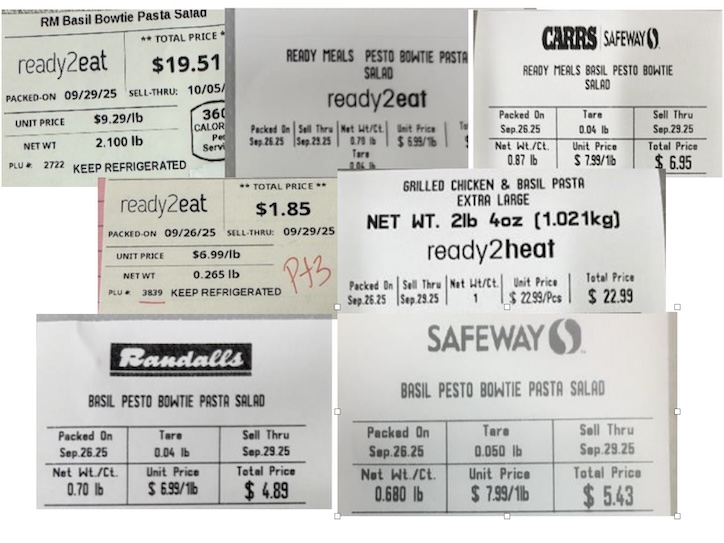 RM Basil Bowtie Pasta Salad
** TOTAL PRICE *
ready2eat
$19.51
PACKED-ON 09/29/25 SELL-THRU: 10/05/
UNIT PRICE $9.29/lb
NET WT 2.100 lb
360
CALOR
Per
Servi
PLU #: 2722 KEEP REFRIGERATED
READY MEALS PESTO BOWTIE PASTA
SALAD
ready2eat
Packed On Sell Thru Net Wt/Ct. Unit Price To
Sep.26.25 Sep.29.25 0.79 lb $ 6.99/lb $
Tare
0.04 lb
CARRS SAFEWAY
READY MEALS BASIL PESTO BOWTIE
SALAD
Packed On Tare Sell Thru
Sep.26.25 0.04 lb Sep.29.25
Net Wt./Ct. Unit Price Total Price
0.87 lb $ 7.99/lb $ 6.95
** TOTAL PRICE **
ready2eat
$1.85
PACKED-ON 09/26/25 SELL-THRU: 09/29/25
UNIT PRICE $6.99/lb
NET WT 0.265 lb
PLU # 3839 KEEP REFRIGERATED
GRILLED CHICKEN & BASIL PASTA
EXTRA LARGE
NET WT. 2lb 4oz (1.021kg)
ready2heat
Packed On Sell Thru Net Wt/Ct. Unit Price Total Price
Sep.26.25 Sep.29.25 1 $ 22.99/Pcs $ 22.99
Randalls
BASIL PESTO BOWTIE PASTA SALAD
Packed On Tare Sell Thru
Sep.26.25 0.04 lb Sep.29.25
Net Wt./Ct. Unit Price Total Price
0.70 lb $ 6.99/lb $ 4.89
SAFEWAY
BASIL PESTO BOWTIE PASTA SALAD
Packed On Tare Sell Thru
Sep.26.25 0.050 lb Sep.29.25
Net Wt./Ct. Unit Price Total Price
0.680 lb $ 7.99/lb $ 5.43